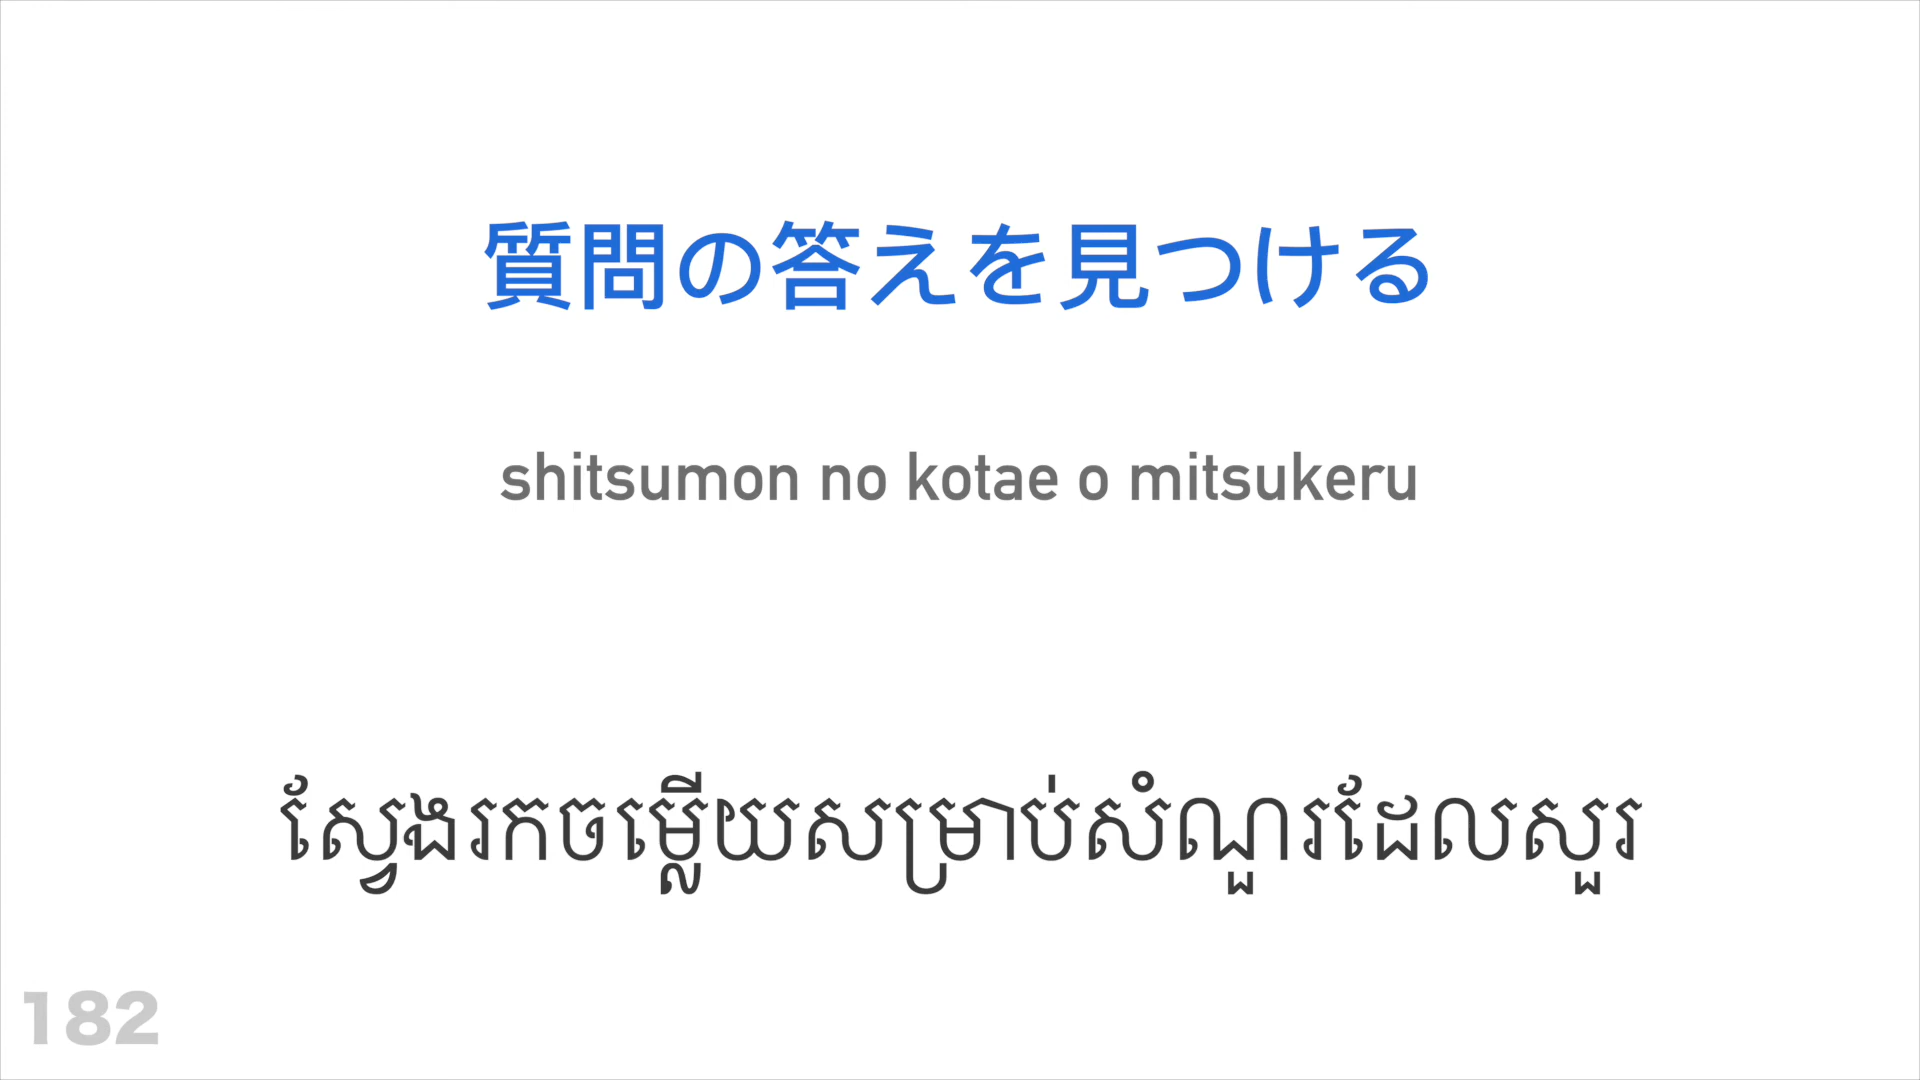 質問の答えを見つける
shitsumon no kotae o mitsukeru
ស្វែងរកចម្លើយសម្រាប់សំណួរដែលសួរ
182